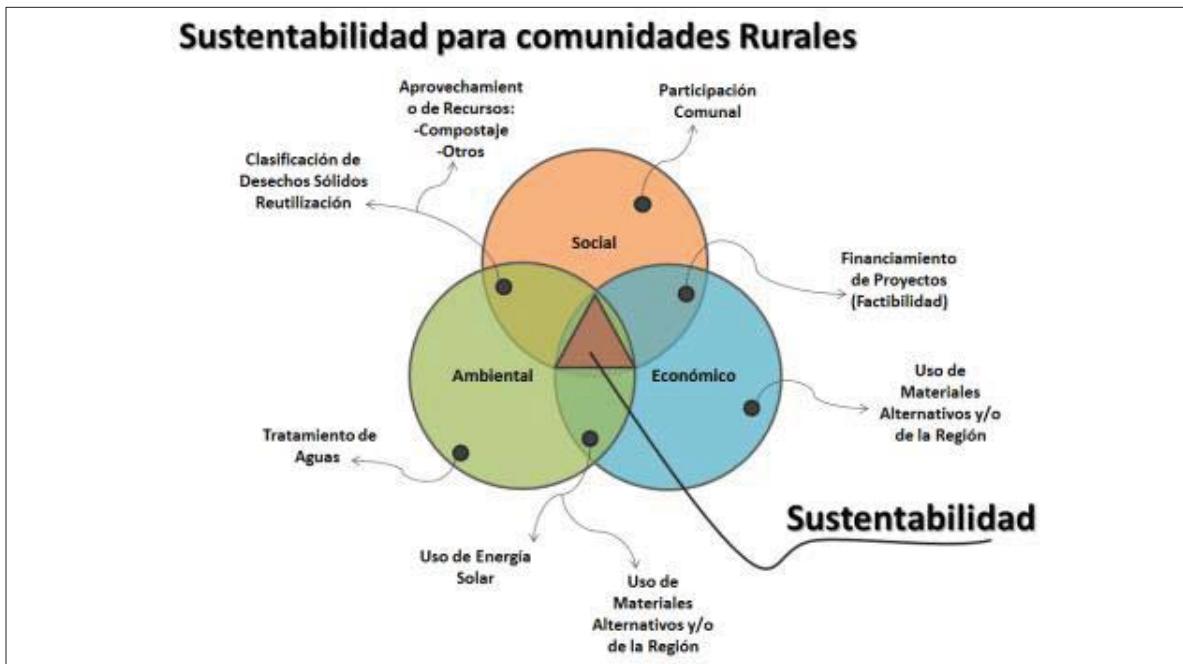 Sustentabilidad para comunidades Rurales
Aprovechamient
o de Recursos:
-Compostaje
-Otros
Participación
Comunal
Clasificación de
Desechos Sólidos
Reutilización
Social
Financiamiento
de Proyectos
(Factibilidad)
Ambiental
Económico
Uso de
Materiales
Alternativos y/o
de la Región
Tratamiento de
Aguas
Sustentabilidad
Uso de Energía
Solar
Uso de
Materiales
Alternativos y/o
de la Región